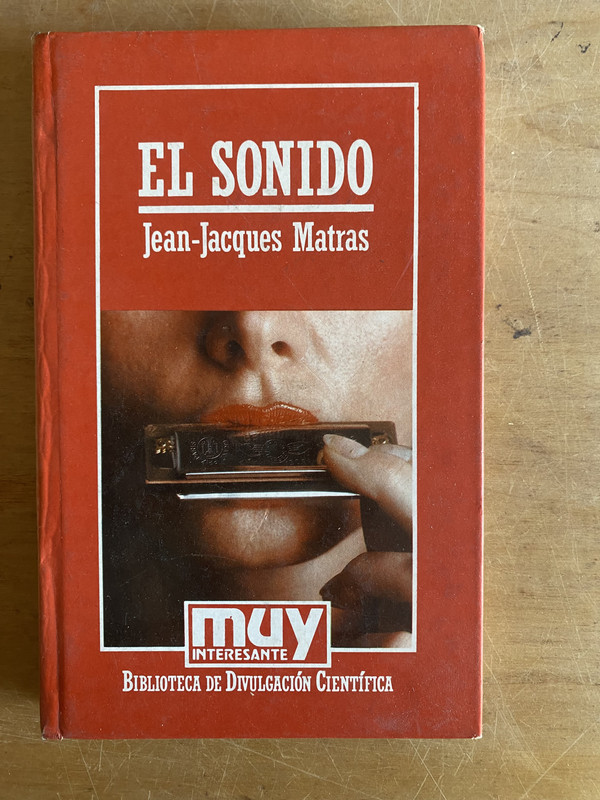 EL SONIDO
Jean-Jacques Matras
muy
INTERESANTE
BIBLIOTECA DE DIVULGACIÓN CIENTÍFICA